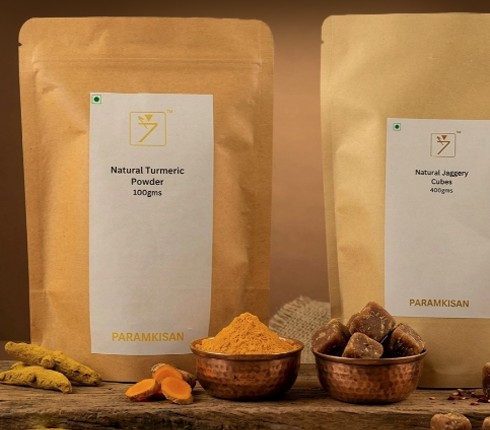 Natural Turmeric
Powder
100gms
PARAMKISAN
Natural Jaggery
Cubes
400gms
PARAMKISAN